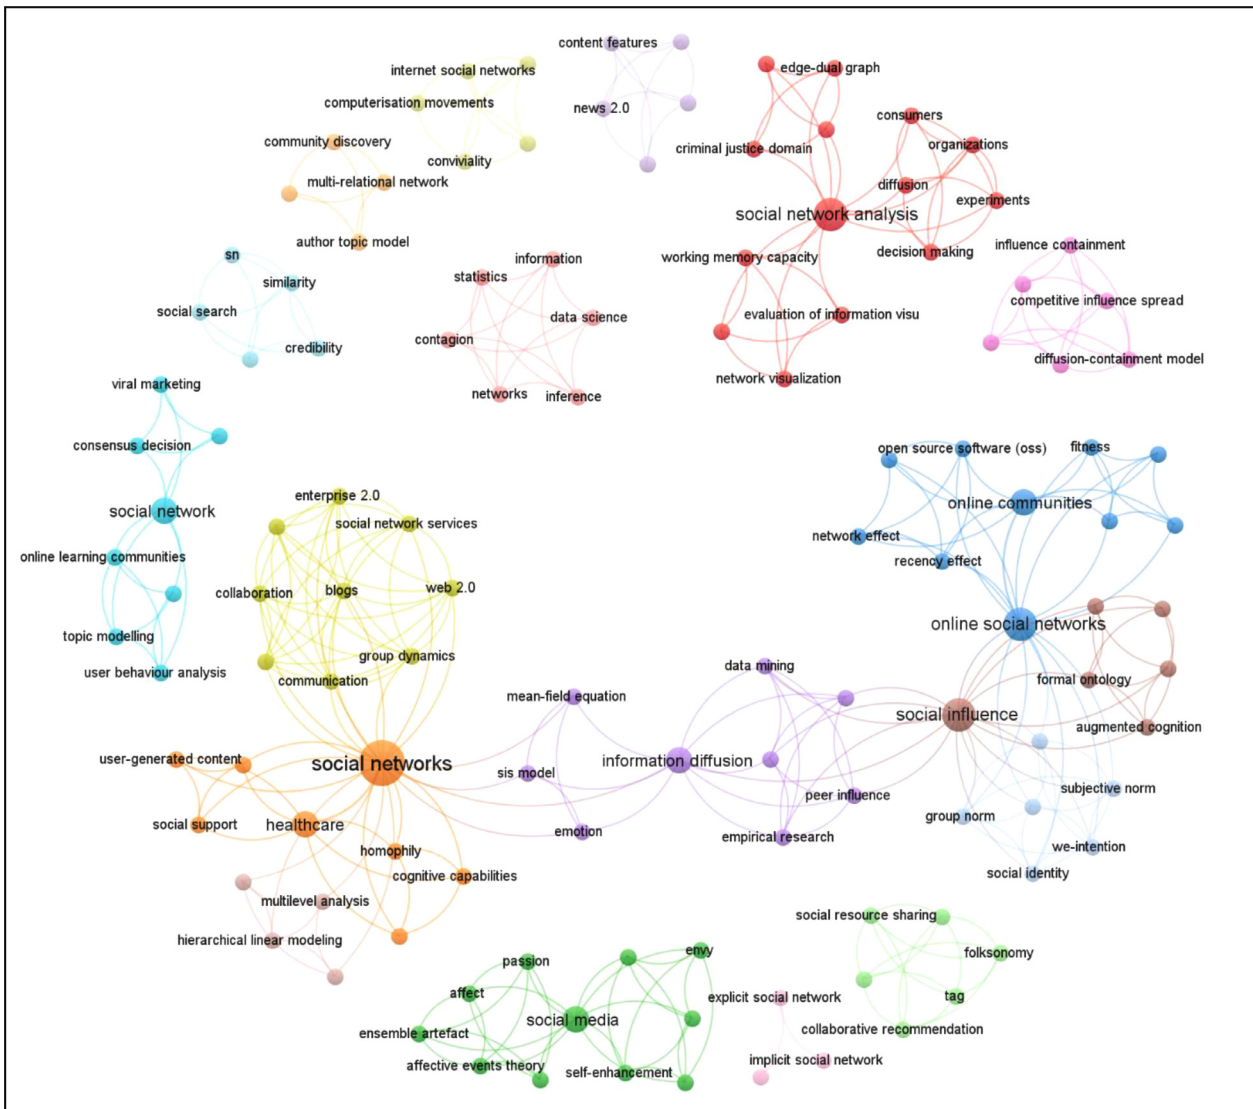 content features
internet social networks
edge-dual graph
computerisation movements
news 2.0
consumers
community discovery
criminal justice domain
organizations
conviviality
multi-relational network
diffusion
experiments
social network analysis
author topic model
influence containment
sn
information
working memory capacity
decision making
statistics
similarity
competitive influence spread
social search
data science
evaluation of information visu
contagion
credibility
diffusion-containment model
viral marketing
network visualization
networks
inference
consensus decision
open source software (oss)
fitness
enterprise 2.0
online communities
social network
social network services
network effect
online learning communities
recency effect
collaboration
blogs
web 2.0
online social networks
topic modelling
group dynamics
data mining
user behaviour analysis
communication
formal ontology
mean-field equation
social influence
augmented cognition
user-generated content
social networks
information diffusion
sis model
subjective norm
peer influence
social support
healthcare
group norm
emotion
empirical research
homophily
we-intention
cognitive capabilities
social identity
multilevel analysis
social resource sharing
hierarchical linear modeling
envy
folksonomy
passion
affect
explicit social network
tag
social media
ensemble artefact
collaborative recommendation
affective events theory
self-enhancement
implicit social network